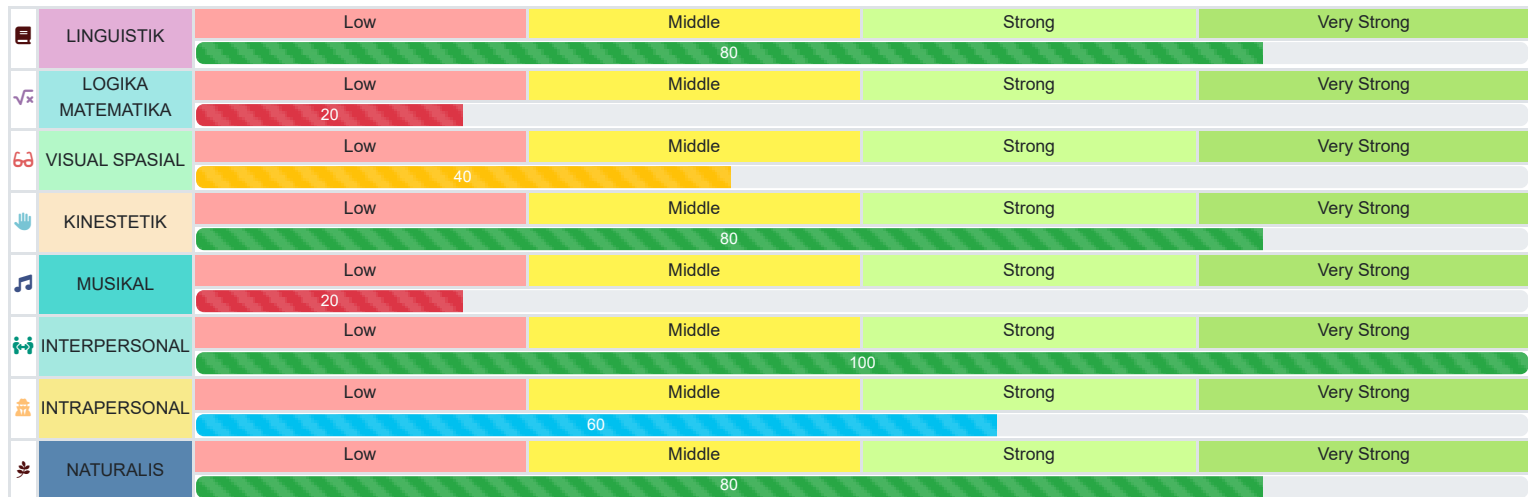 Low Middle Strong Very Strong
LINGUISTIK
80
Low Middle Strong Very Strong
LOGIKA
MATEMATIKA
20
Low Middle Strong Very Strong
VISUAL SPASIAL
40
Low Middle Strong Very Strong
KINESTETIK
80
Low Middle Strong Very Strong
MUSIKAL
20
Low Middle Strong Very Strong
INTERPERSONAL
100
Low Middle Strong Very Strong
INTRAPERSONAL
60
Low Middle Strong Very Strong
NATURALIS
80